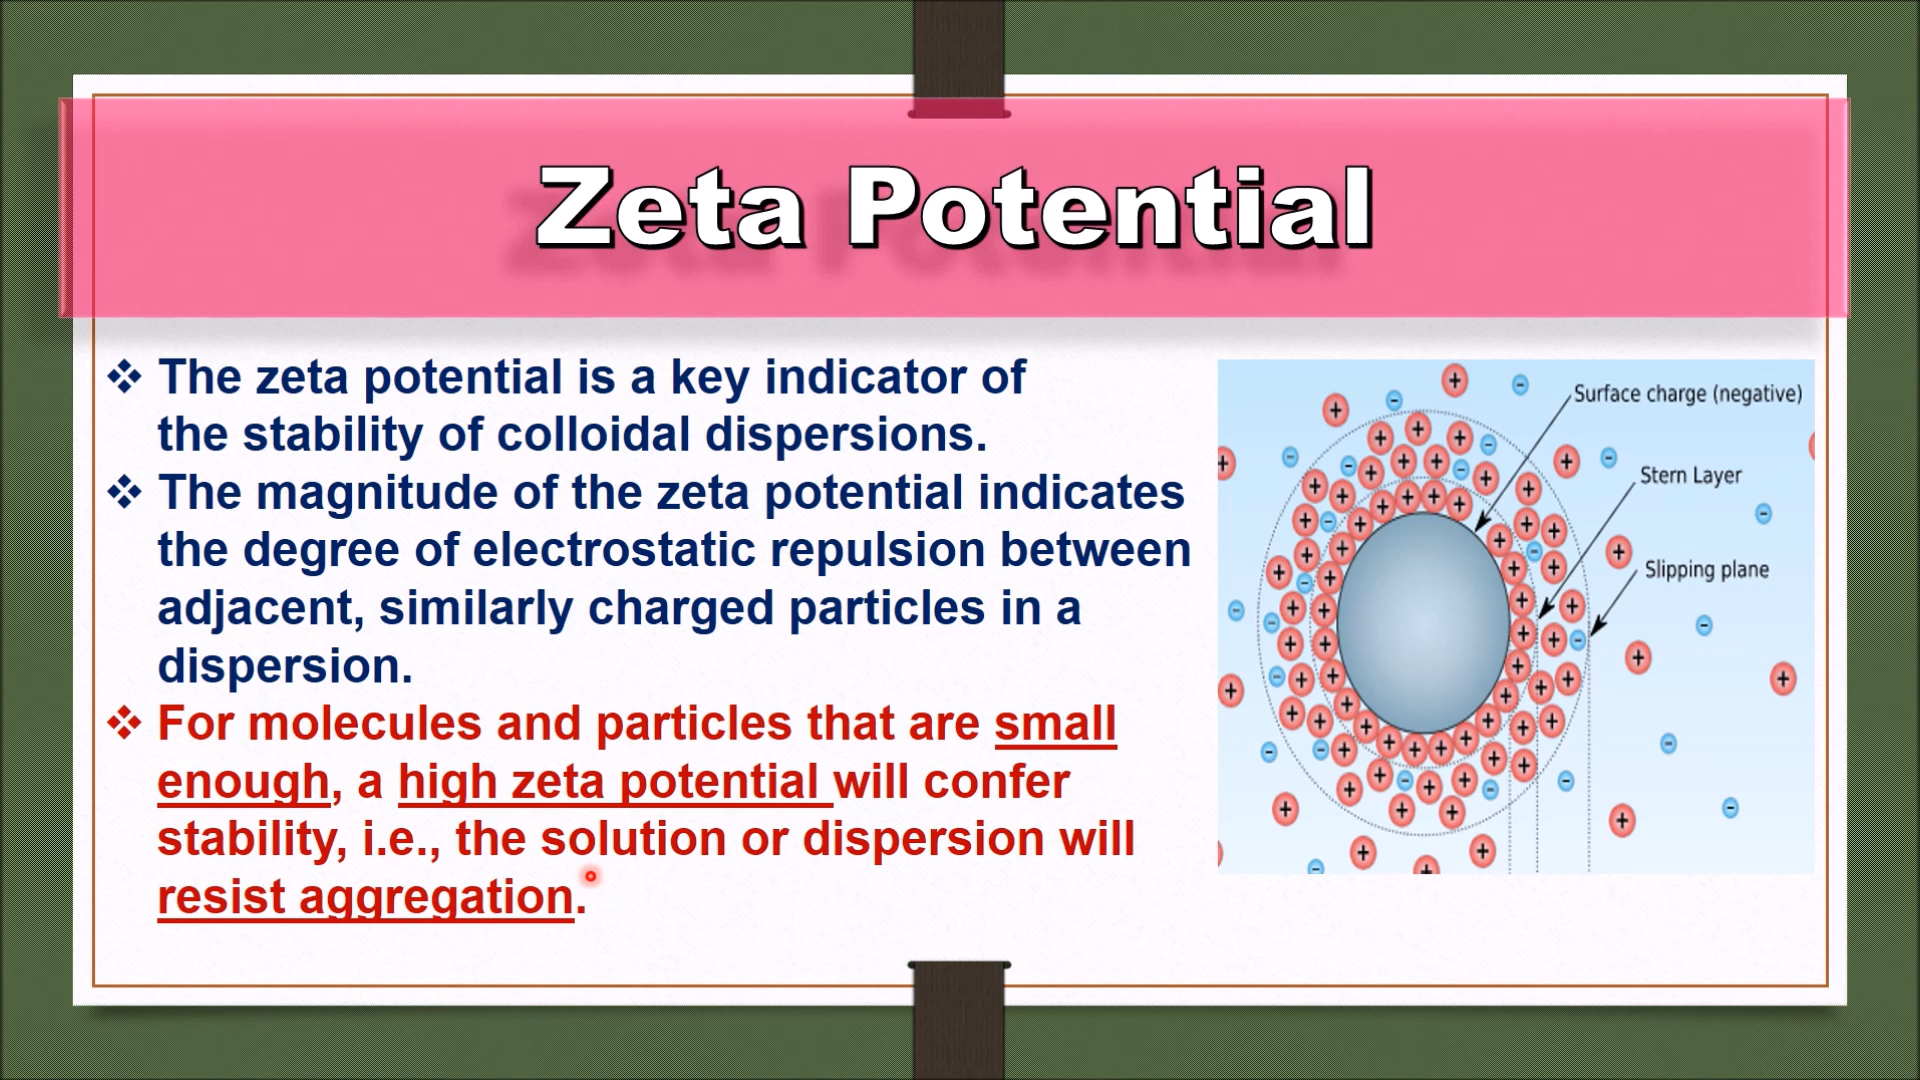 Zeta Potential
❖ The zeta potential is a key indicator of
the stability of colloidal dispersions.
❖ The magnitude of the zeta potential indicates
the degree of electrostatic repulsion between
adjacent, similarly charged particles in a
dispersion.
❖ For molecules and particles that are small
enough, a high zeta potential will confer
stability, i.e., the solution or dispersion will
resist aggregation.
Surface charge (negative)
Stern Layer
Slipping plane